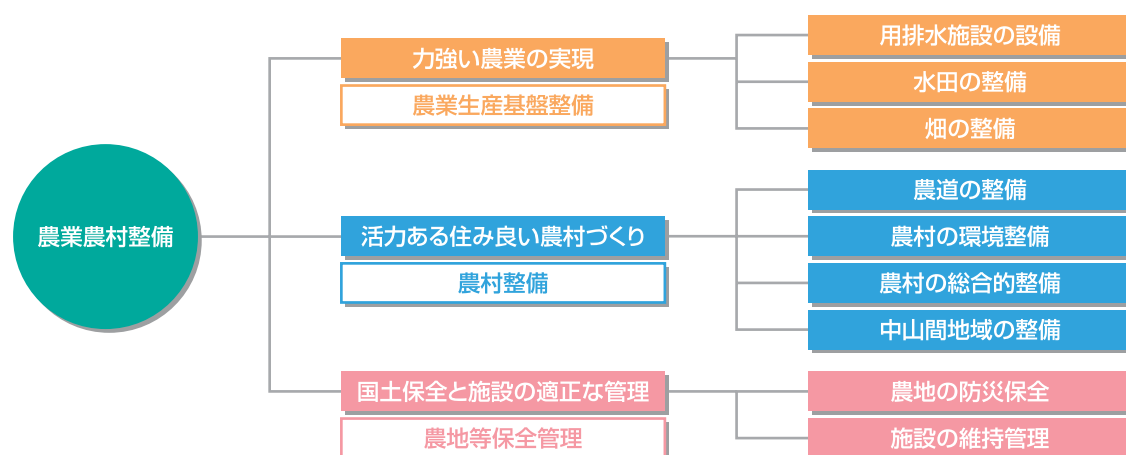 農業農村整備
力強い農業の実現
農業生産基盤整備
用排水施設の設備
水田の整備
畑の整備
活力ある住み良い農村づくり
農村整備
農道の整備
農村の環境整備
農村の総合的整備
中山間地域の整備
国土保全と施設の適正な管理
農地等保全管理
農地の防災保全
施設の維持管理